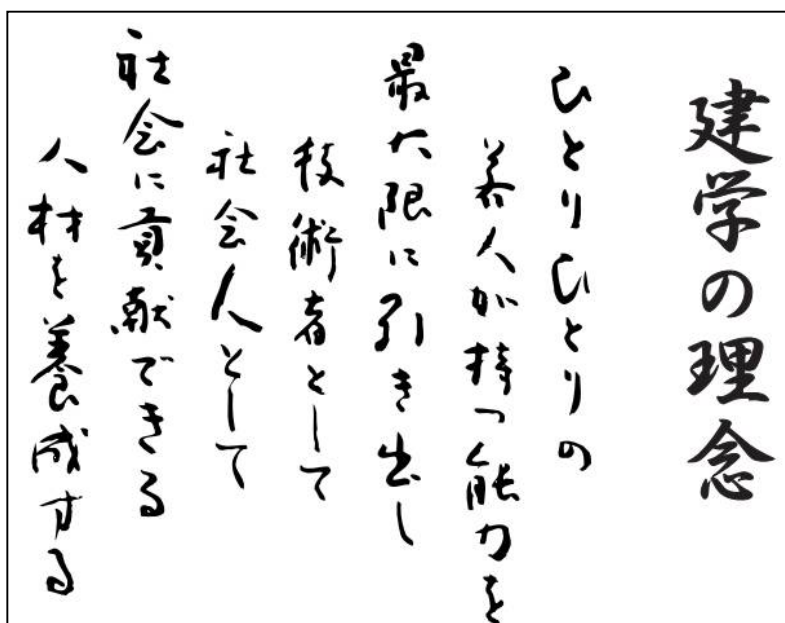 建学の理念
ひとりひとりの
若人が持つ能力を
最大限に引き出し
技術者として
社会人として
社会に貢献できる
人材を養成する